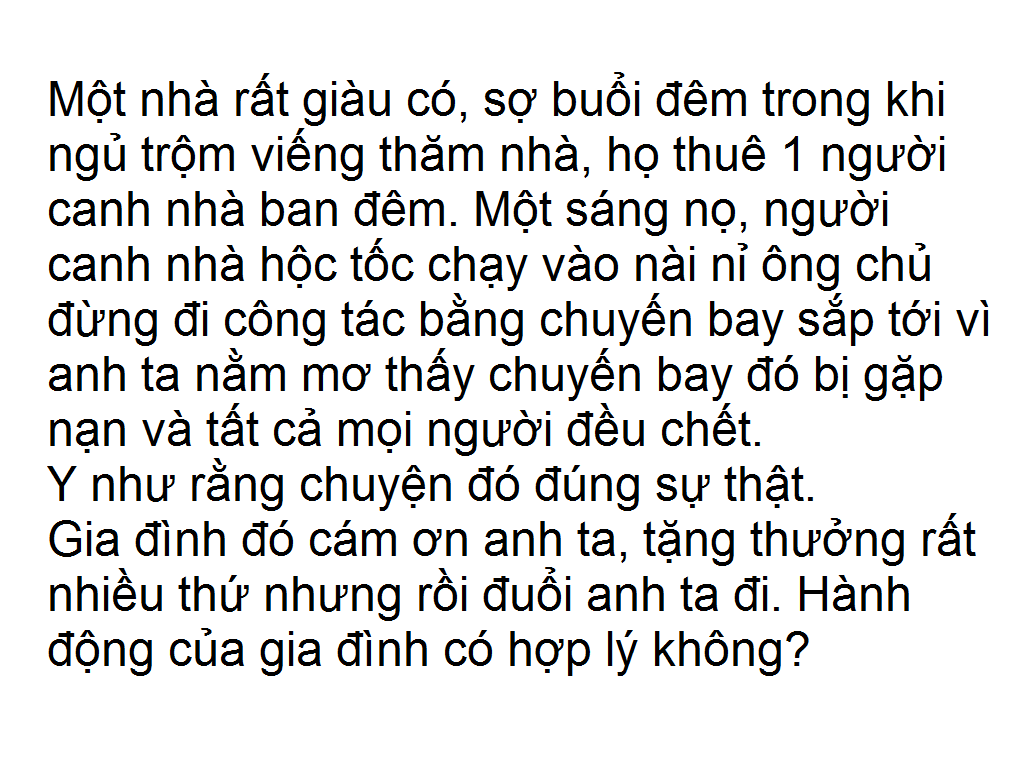 Một nhà rất giàu có, sợ buổi đêm trong khi
ngủ trộm viếng thăm nhà, họ thuê 1 người
canh nhà ban đêm. Một sáng nọ, người
canh nhà hộc tốc chạy vào nài nỉ ông chủ
đừng đi công tác bằng chuyến bay sắp tới vì
anh ta nằm mơ thấy chuyến bay đó bị gặp
nạn và tất cả mọi người đều chết.
Y như rằng chuyện đó đúng sự thật.
Gia đình đó cám ơn anh ta, tặng thưởng rất
nhiều thứ nhưng rồi đuổi anh ta đi. Hành
động của gia đình có hợp lý không?